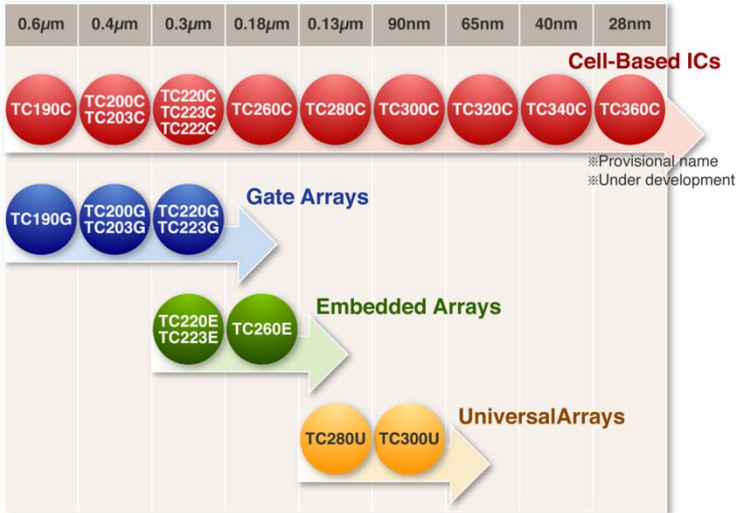 0.6μm 0.4μm 0.3μm 0.18μm 0.13μm 90nm 65nm 40nm 28nm
Cell-Based ICs
TC190C
TC200C
TC203C
TC220C
TC223C
TC222C
TC260C
TC280C
TC300C
TC320C
TC340C
TC360C
※Provisional name
※Under development
Gate Arrays
TC190G
TC200G
TC203G
TC220G
TC223G
Embedded Arrays
TC220E
TC223E
TC260E
UniversalArrays
TC280U
TC300U